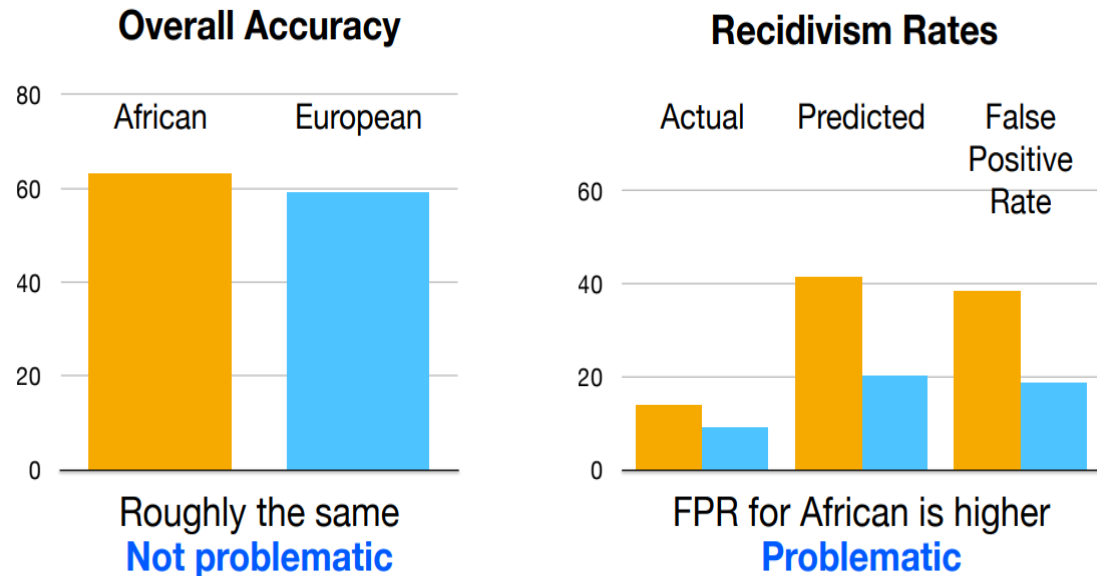 Overall Accuracy
80
60
40
20
0
African European
Roughly the same
Not problematic
Recidivism Rates
60
40
20
0
Actual Predicted False
Positive
Rate
FPR for African is higher
Problematic